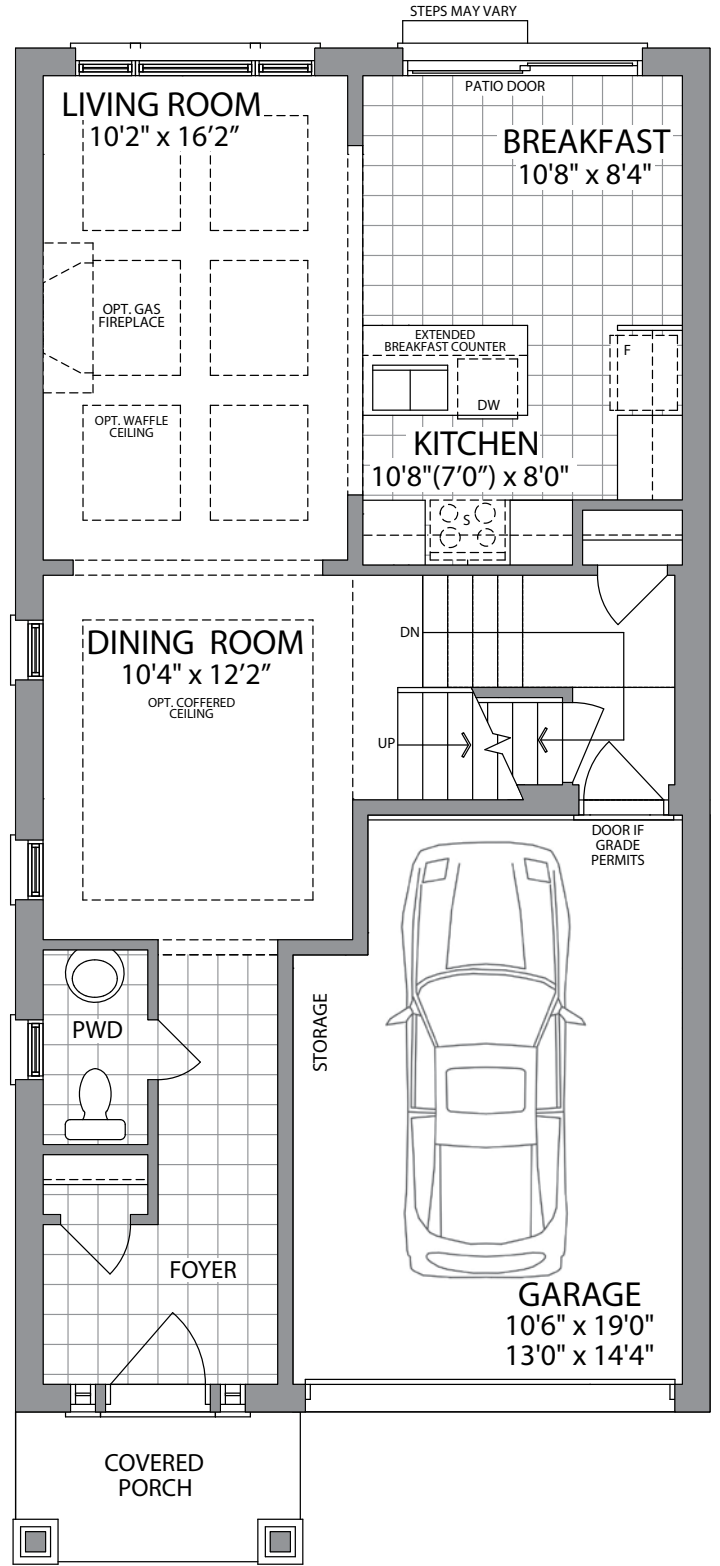 STEPS MAY VARY
PATIO DOOR
LIVING ROOM
10'2" x 16'2”
BREAKFAST
10'8" x 8'4"
OPT. GAS
FIREPLACE
EXTENDED
BREAKFAST COUNTER
F
DW
OPT. WAFFLE
CEILING
KITCHEN
10'8"(7’0”) x 8'0"
S
DINING ROOM
10'4" x 12’2”
OPT. COFFERED
CEILING
DN
UP
DOOR IF
GRADE
PERMITS
STORAGE
PWD
FOYER
GARAGE
10'6" x 19'0"
13'0" x 14'4"
COVERED
PORCH